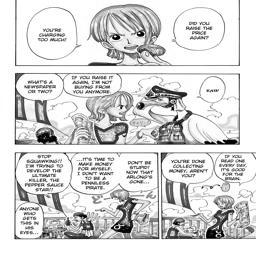 YOU'RE
CHARGING
TOO MUCH!
DID YOU
RAISE THE
PRICE
AGAIN?
WHAT'S A
NEWSPAPER
OR TWO?
IF YOU RAISE
IT AGAIN, I'M
NOT BUYING
FROM YOU
ANYMORE.
IF YOU
READ ONE
EVERY DAY,
IT'S GOOD
FOR THE
BRAIN.
YOU'RE DONE
COLLECTING
MONEY, AREN'T
YOU?
DON'T BE
STUPID!
NOW THAT
ARLONG'S
GONE...
...IT'S TIME TO
MAKE MONEY
FOR MYSELF.
I DON'T WANT
TO BE A
PENNILESS
PIRATE.
STOP
SQUAWKING!!
I'M TRYING TO
DEVELOP THE
ULTIMATE
KILLER, THE
PEPPER SAUCE
STAR!!
ANYONE
WHO GETS
THIS IN
HIS EYES...